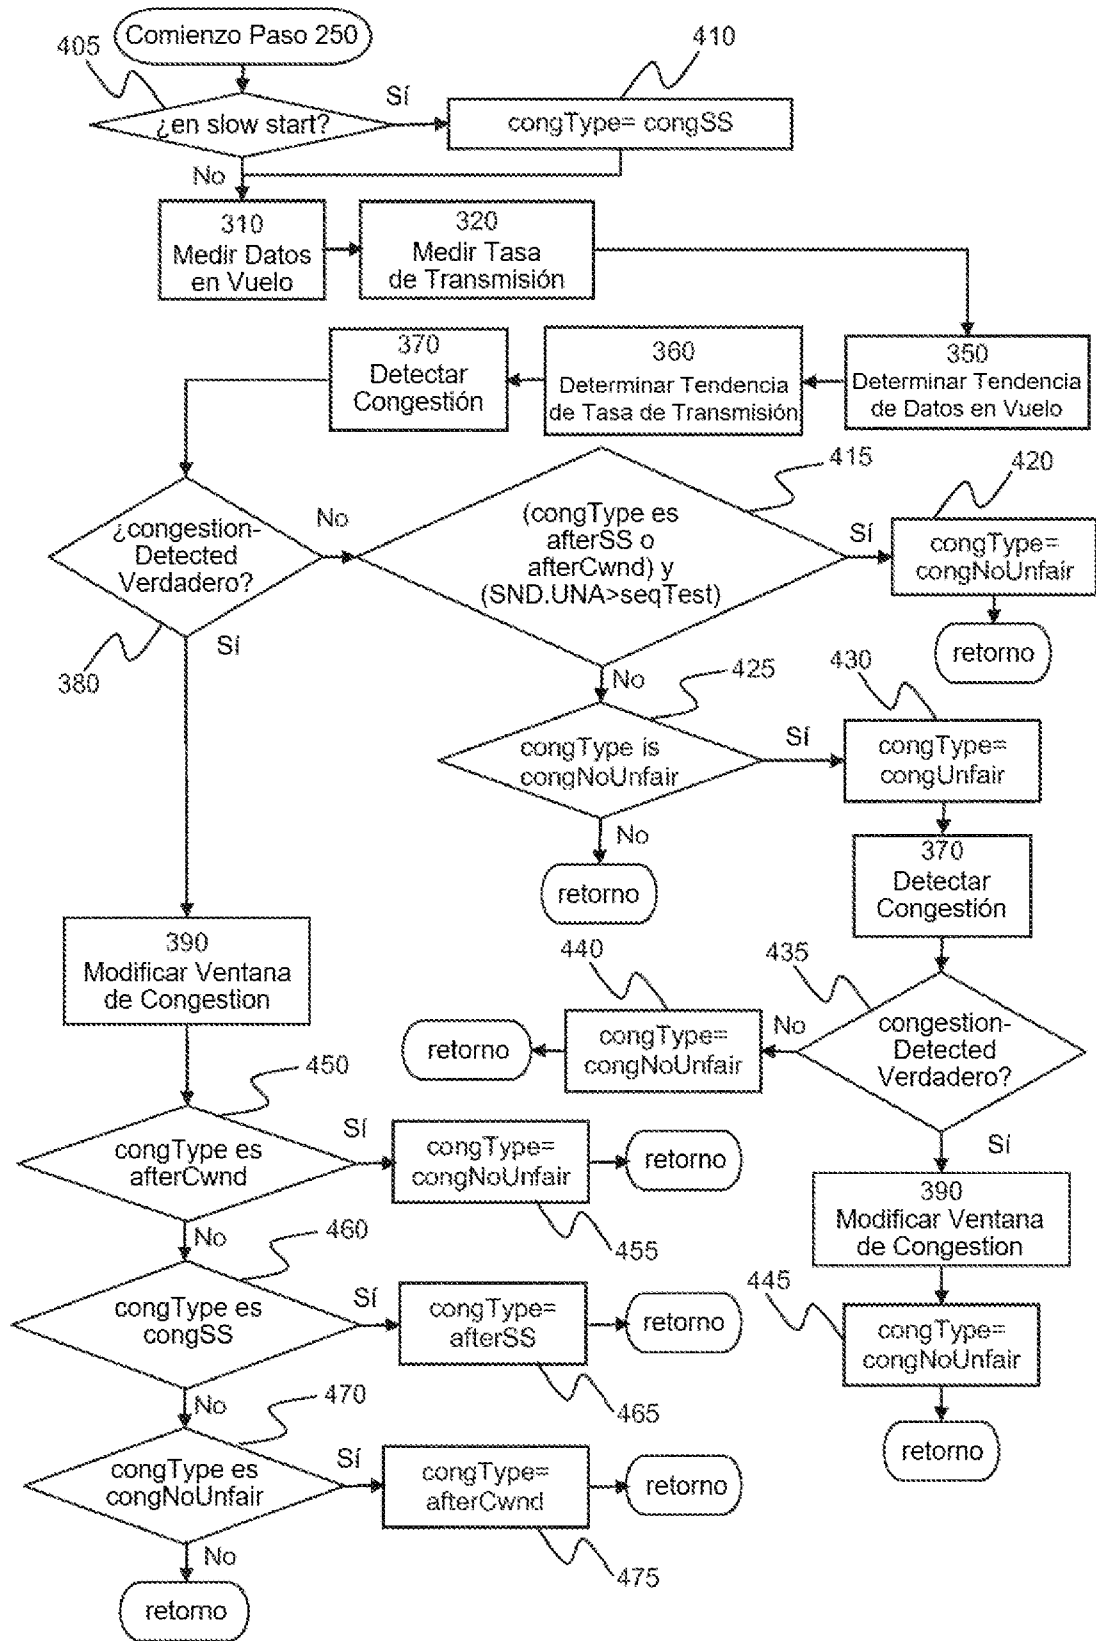 Comienzo Paso 250
405
¿en slow start?
Sí
410
congType= congSS
No
310
Medir Datos
en Vuelo
320
Medir Tasa
de Transmisión
350
Determinar Tendencia
de Datos en Vuelo
360
Determinar Tendencia
de Tasa de Transmisión
370
Detectar
Congestión
¿congestion-
Detected
Verdadero?
380
No
Sí
415
(congType es
afterSS o
afterCwnd) y
(SND.UNA>seqTest)
Sí
420
congType=
congNoUnfair
retorno
No
425
congType is
congNoUnfair
Sí
430
congType=
congUnfair
No
retorno
370
Detectar
Congestión
435
congestion-
Detected
Verdadero?
No
440
congType=
congNoUnfair
retorno
Sí
390
Modificar Ventana
de Congestion
445
congType=
congNoUnfair
retorno
390
Modificar Ventana
de Congestion
450
congType es
afterCwnd
Sí
congType=
congNoUnfair
455
retorno
No
460
congType es
congSS
Sí
congType=
afterSS
465
retorno
No
470
congType es
congNoUnfair
Sí
congType=
afterCwnd
475
retorno
No
retorno